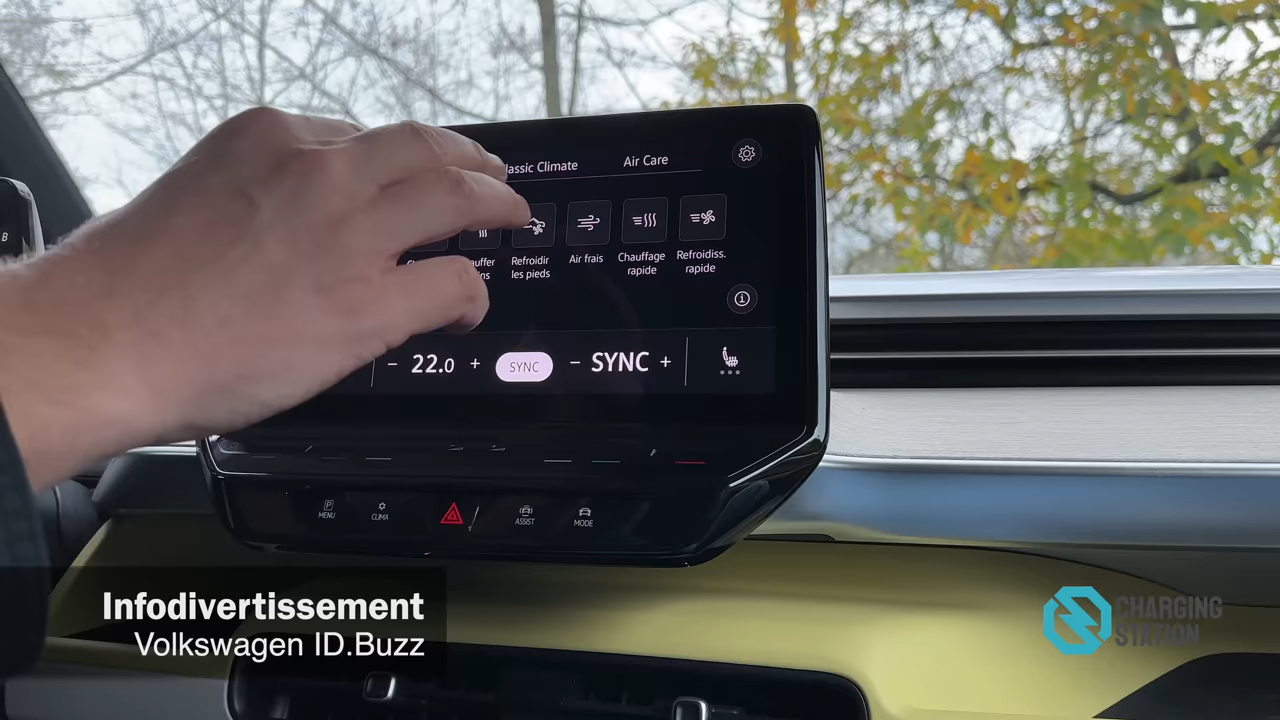 Classic Climate
Air Care
Refroidir
les pieds
Air frais
Chauffage
rapide
Refroidiss.
rapide
− 22.0 +
SYNC
− SYNC +
B
P
MENU
CLIMA
ASSIST
MODE
Infodivertissement
Volkswagen ID.Buzz
CHARGING
STATION